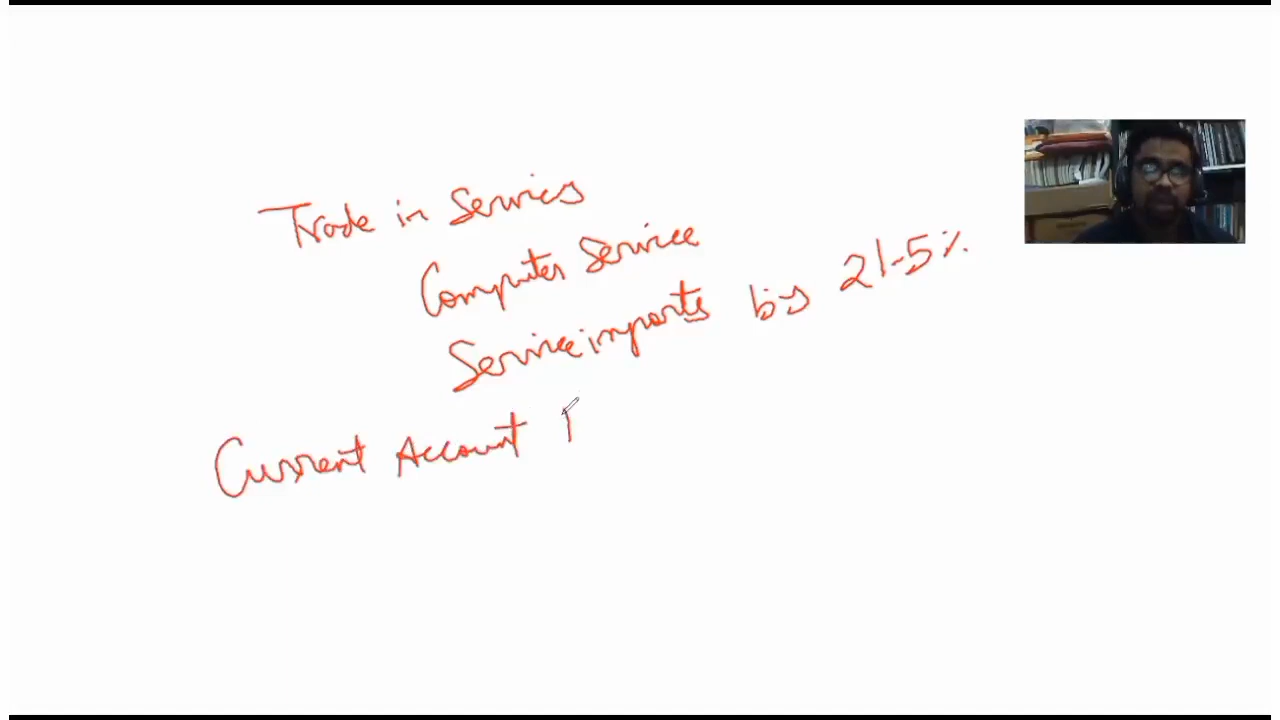 Trade in Services
Computer Service
Service imports by 21.5%
Current Account